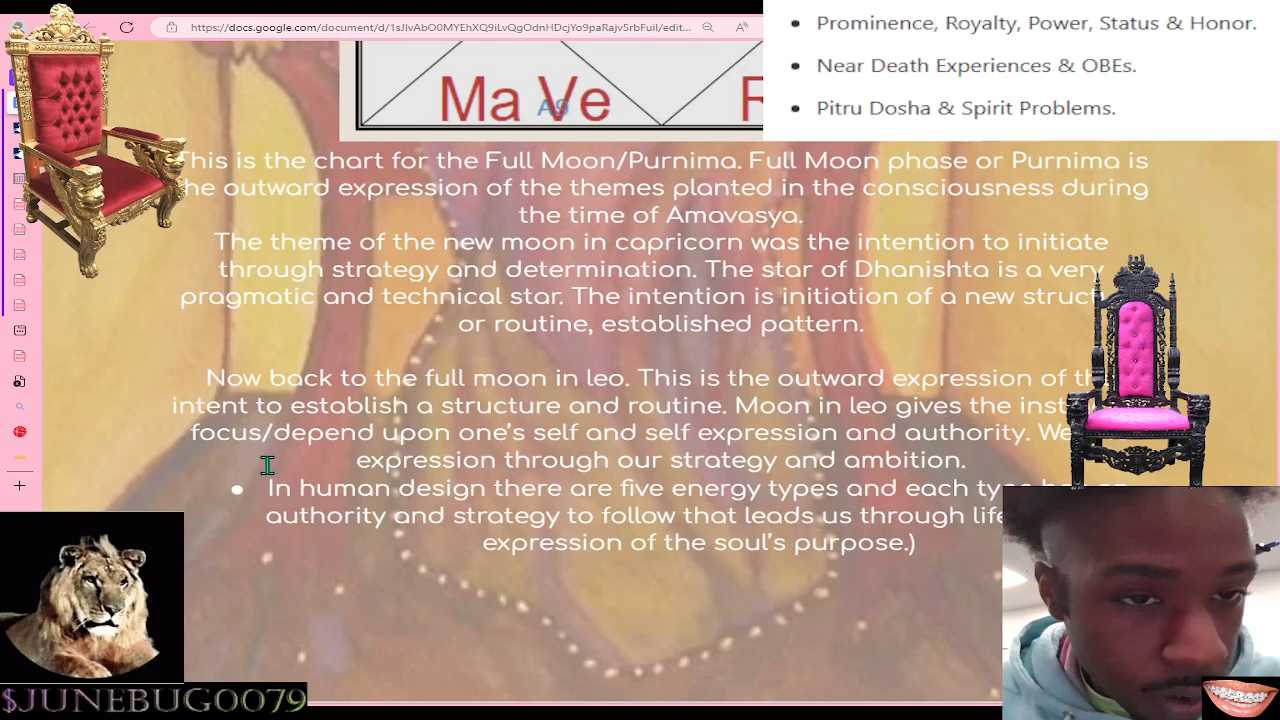 https://docs.google.com/document/d/1sJlvAbO0MYEhXQ9iLvQgOdnHDcjYo9paRajv5rbFuiI/edit...
Prominence, Royalty, Power, Status & Honor.
Near Death Experiences & OBEs.
Pitru Dosha & Spirit Problems.
Ma Ve
This is the chart for the Full Moon/Purnima. Full Moon phase or Purnima is
he outward expression of the themes planted in the consciousness during
the time of Amavasya.
The theme of the new moon in capricorn was the intention to initiate
through strategy and determination. The star of Dhanishta is a very
pragmatic and technical star. The intention is initiation of a new struct
or routine, established pattern.
Now back to the full moon in leo. This is the outward expression of th
intent to establish a structure and routine. Moon in leo gives the inst
focus/depend upon one's self and self expression and authority. We
expression through our strategy and ambition.
In human design there are five energy types and each
authority and strategy to follow that leads us through life
expression of the soul's purpose.)
$JUNEBUG0079